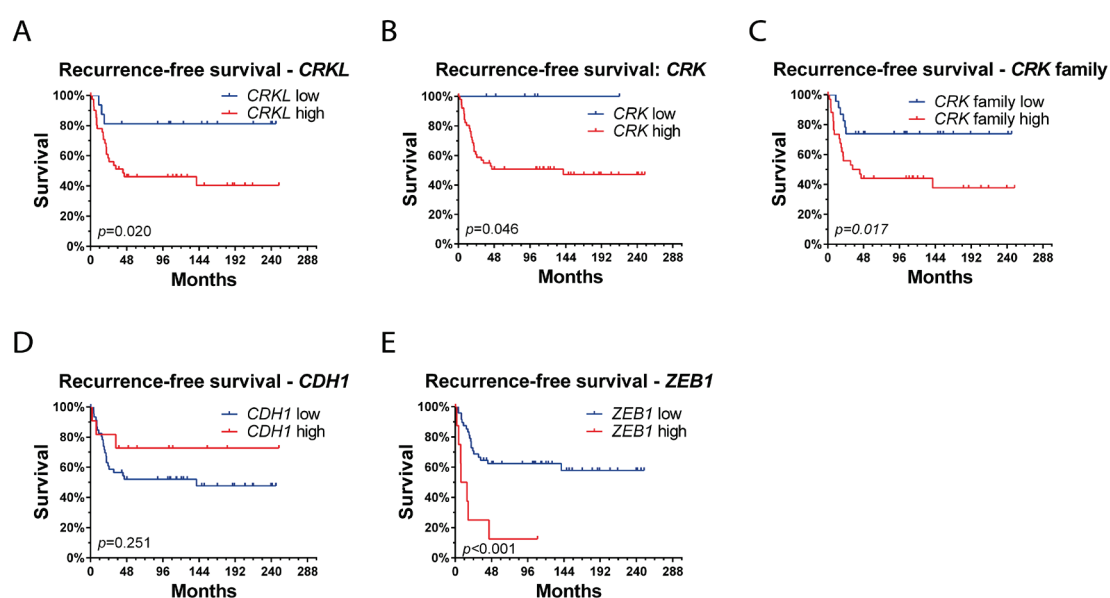 A
Recurrence-free survival - CRKL
CRKL low
CRKL high
100%
80%
60%
40%
20%
0%
Survival
p=0.020
0 48 96 144 192 240 288
Months
B
Recurrence-free survival: CRK
CRK low
CRK high
100%
80%
60%
40%
20%
0%
Survival
p=0.046
0 48 96 144 192 240 288
Months
C
Recurrence-free survival - CRK family
CRK family low
CRK family high
100%
80%
60%
40%
20%
0%
Survival
p=0.017
0 48 96 144 192 240 288
Months
D
Recurrence-free survival - CDH1
CDH1 low
CDH1 high
100%
80%
60%
40%
20%
0%
Survival
p=0.251
0 48 96 144 192 240 288
Months
E
Recurrence-free survival - ZEB1
ZEB1 low
ZEB1 high
100%
80%
60%
40%
20%
0%
Survival
p<0.001
0 48 96 144 192 240 288
Months